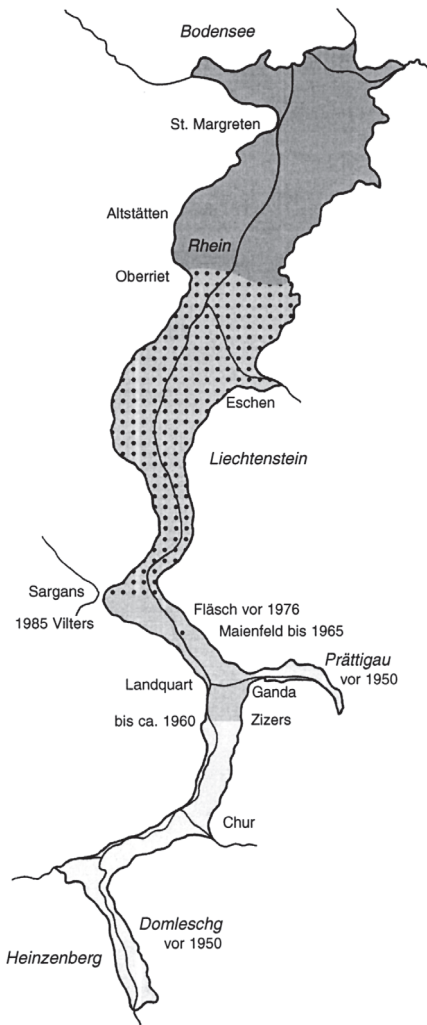 Bodensee
St. Margreten
Altstätten
Rhein
Oberriet
Eschen
Liechtenstein
Sargans
Fläsch vor 1976
1985 Vilters
Maienfeld bis 1965
Prättigau
vor 1950
Landquart
Ganda
bis ca. 1960
Zizers
Chur
Domleschg
vor 1950
Heinzenberg